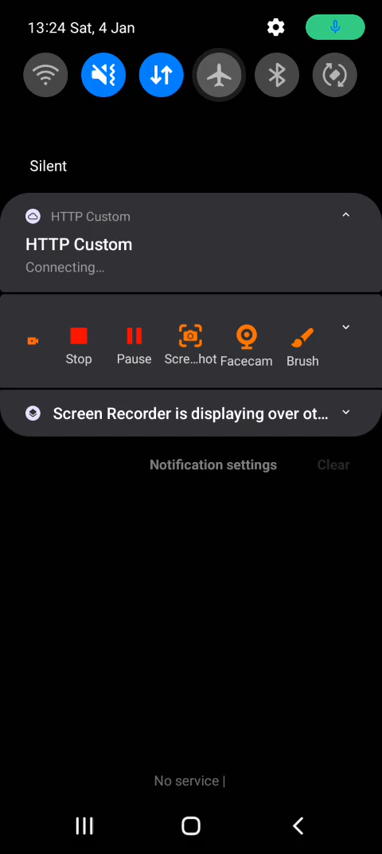 13:24 Sat, 4 Jan
Silent
HTTP Custom
HTTP Custom
Connecting...
Stop
Pause
Scre...hot
Facecam
Brush
Screen Recorder is displaying over ot...
Notification settings
Clear
No service |